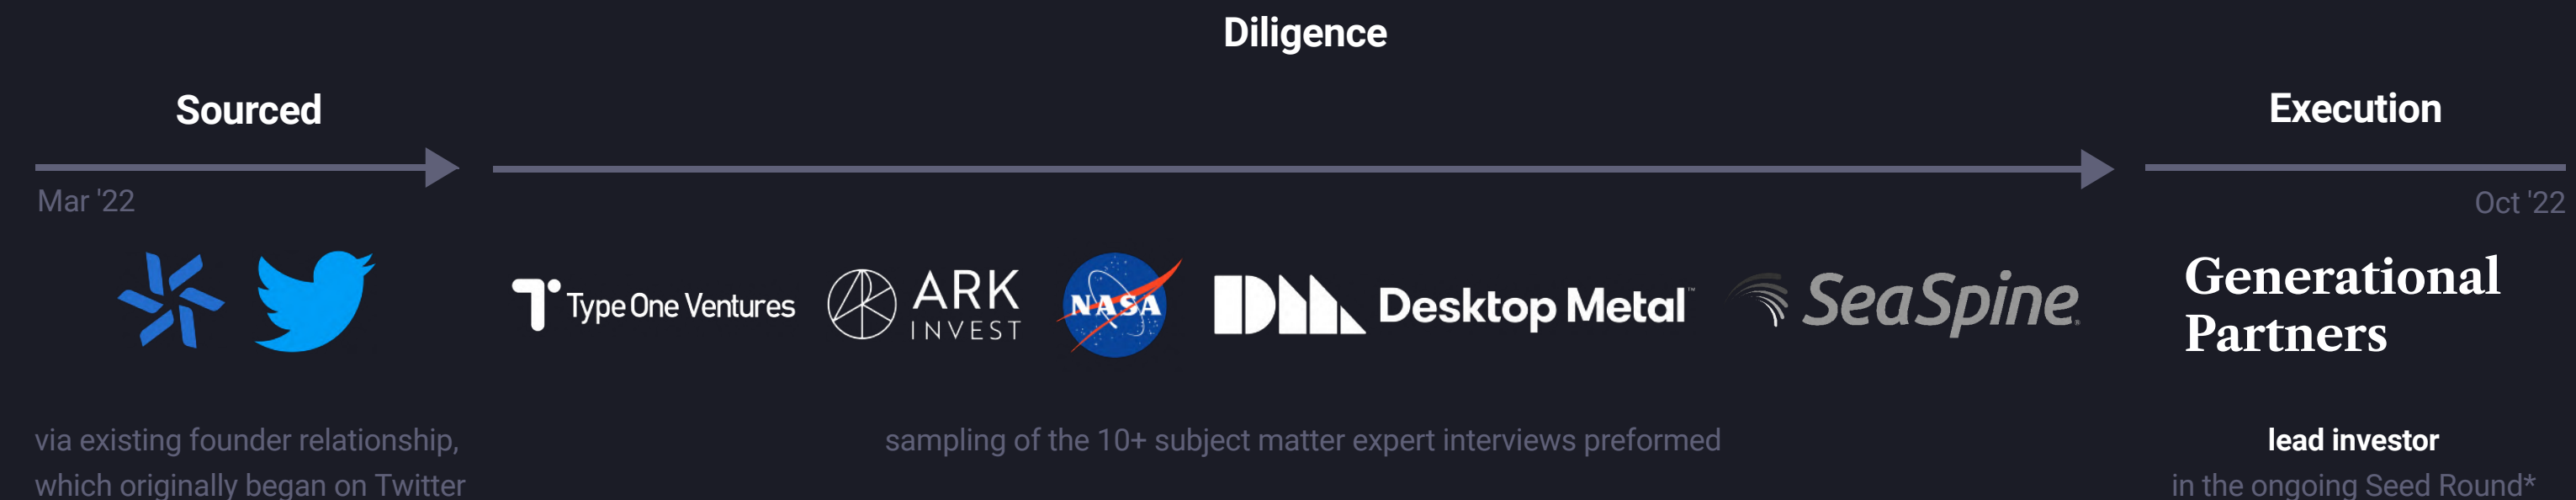 Diligence
Sourced
Execution
Mar '22
Oct '22
Type One Ventures
ARK
INVEST
NASA
Desktop Metal™
SeaSpine®
Generational
Partners
via existing founder relationship,
which originally began on Twitter
sampling of the 10+ subject matter expert interviews preformed
lead investor
in the ongoing Seed Round*